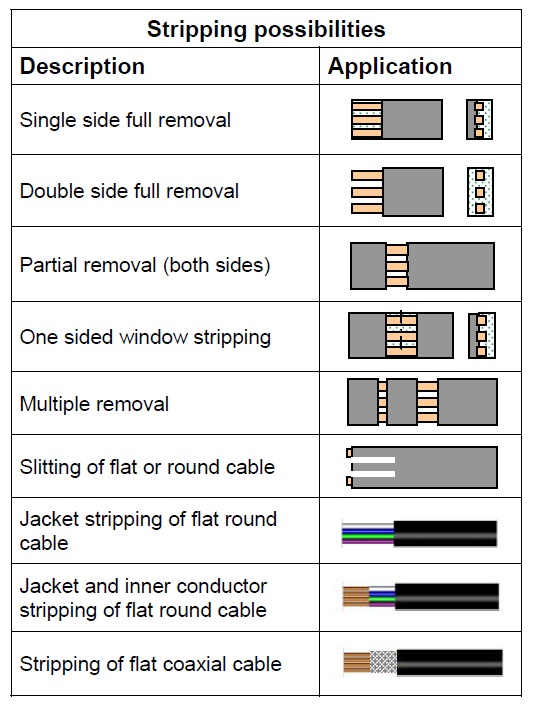 Stripping possibilities
Description Application
Single side full removal
Double side full removal
Partial removal (both sides)
One sided window stripping
Multiple removal
Slitting of flat or round cable
Jacket stripping of flat round
cable
Jacket and inner conductor
stripping of flat round cable
Stripping of flat coaxial cable